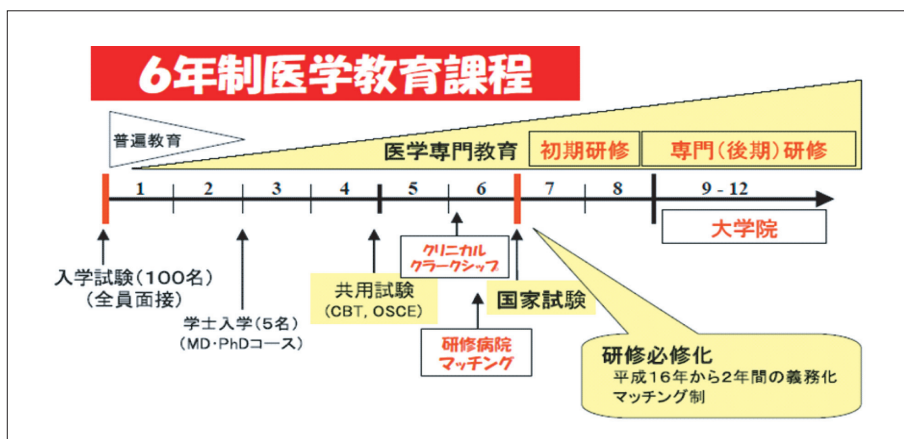 6年制医学教育課程
普遍教育
医学専門教育
初期研修
専門(後期)研修
1 2 3 4 5 6 7 8 9 - 12
大学院
入学試験(100名)
(全員面接)
学士入学(5名)
(MD・PhDコース)
共用試験
(CBT, OSCE)
クリニカル
クラークシップ
研修病院
マッチング
国家試験
研修必修化
平成16年から2年間の義務化
マッチング制